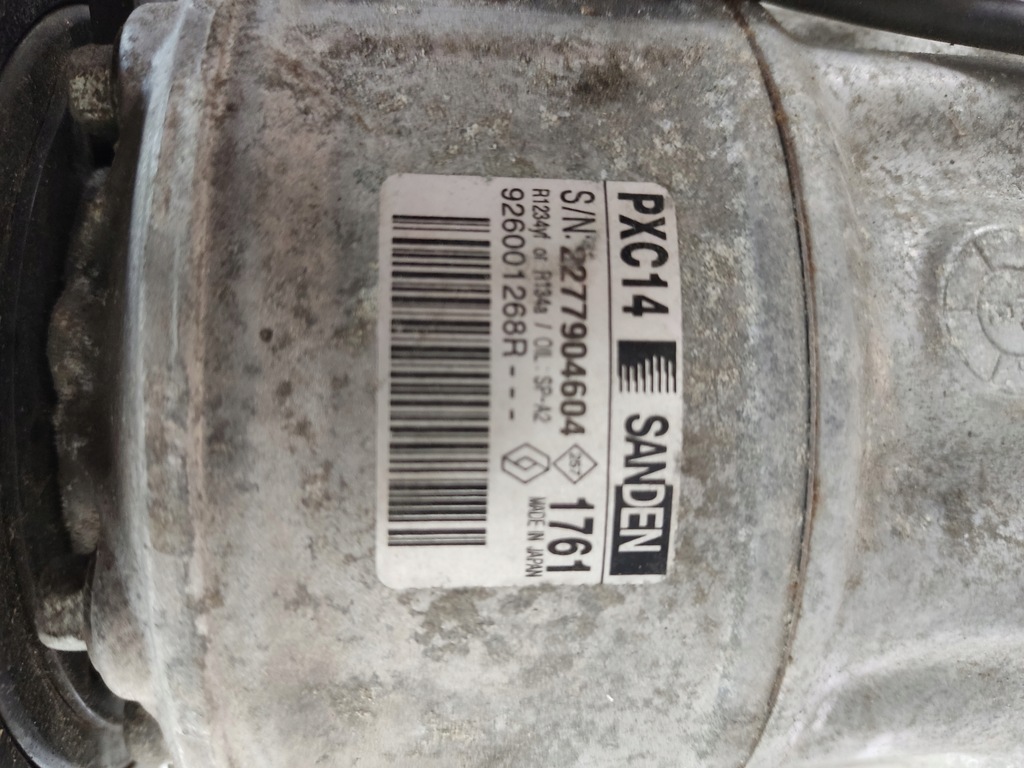 PXC14 SANDEN
S/N: 2277904604 1761
R1234yf or R134a / OIL : SP-A2 MADE IN JAPAN
926001268R---